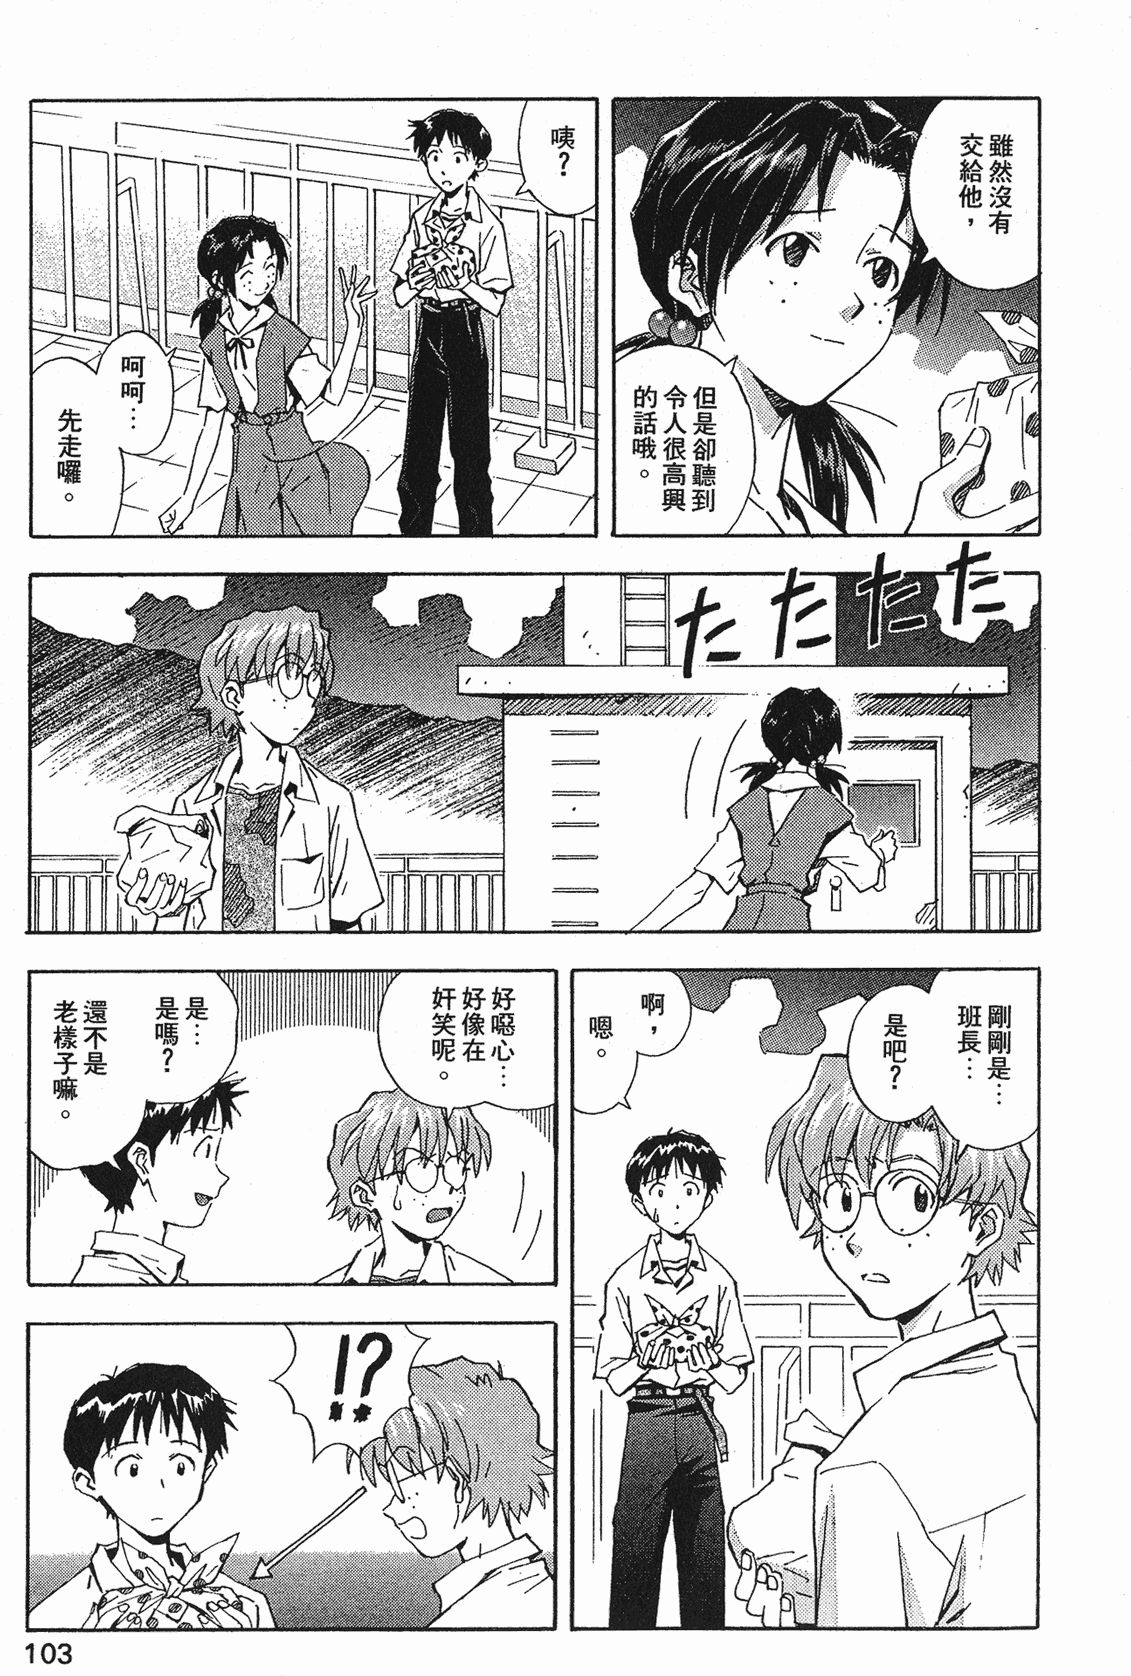 雖然沒有
交給他，
但是卻聽到
令人很高興
的話哦。
咦？
呵呵…
先走囉。
たたたた
剛剛是…
班長…
是吧？
啊，
嗯。
好噁心…
好像在
奸笑呢。
是…
是嗎？
還不是
老樣子嘛。
!?
103